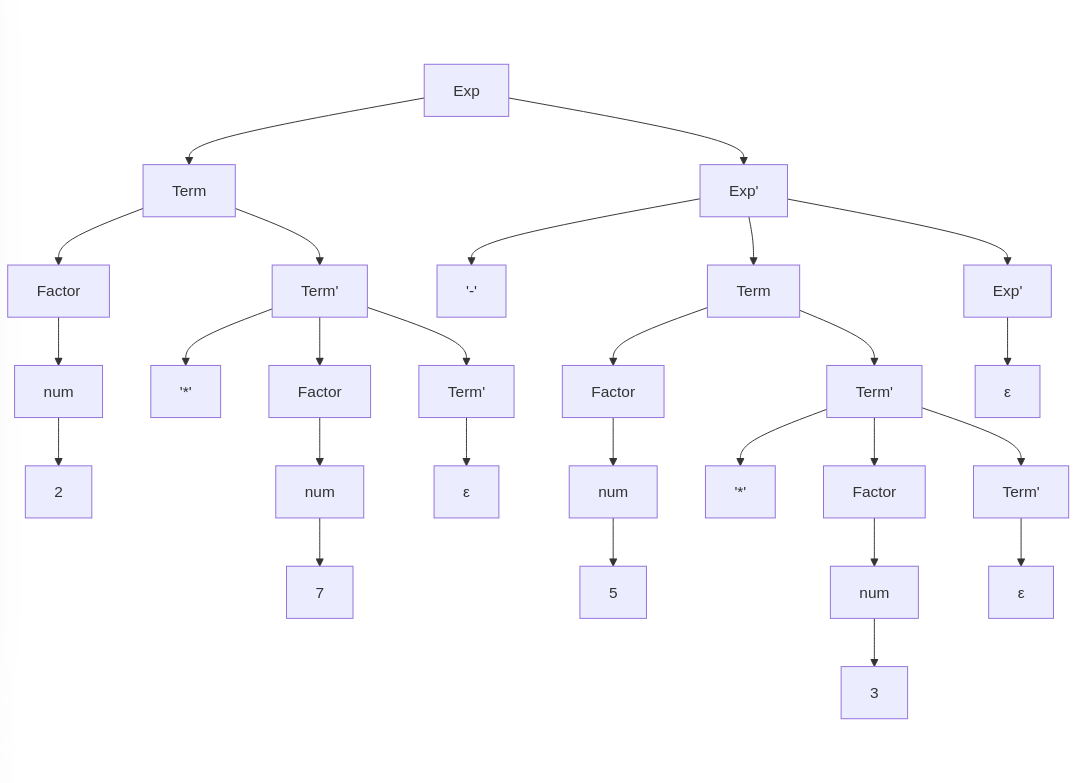 Exp
Term Exp'
Factor Term' '-' Term Exp'
num '*' Factor Term' Factor Term' ε
2 num ε num '*' Factor Term'
7 5 num ε
3